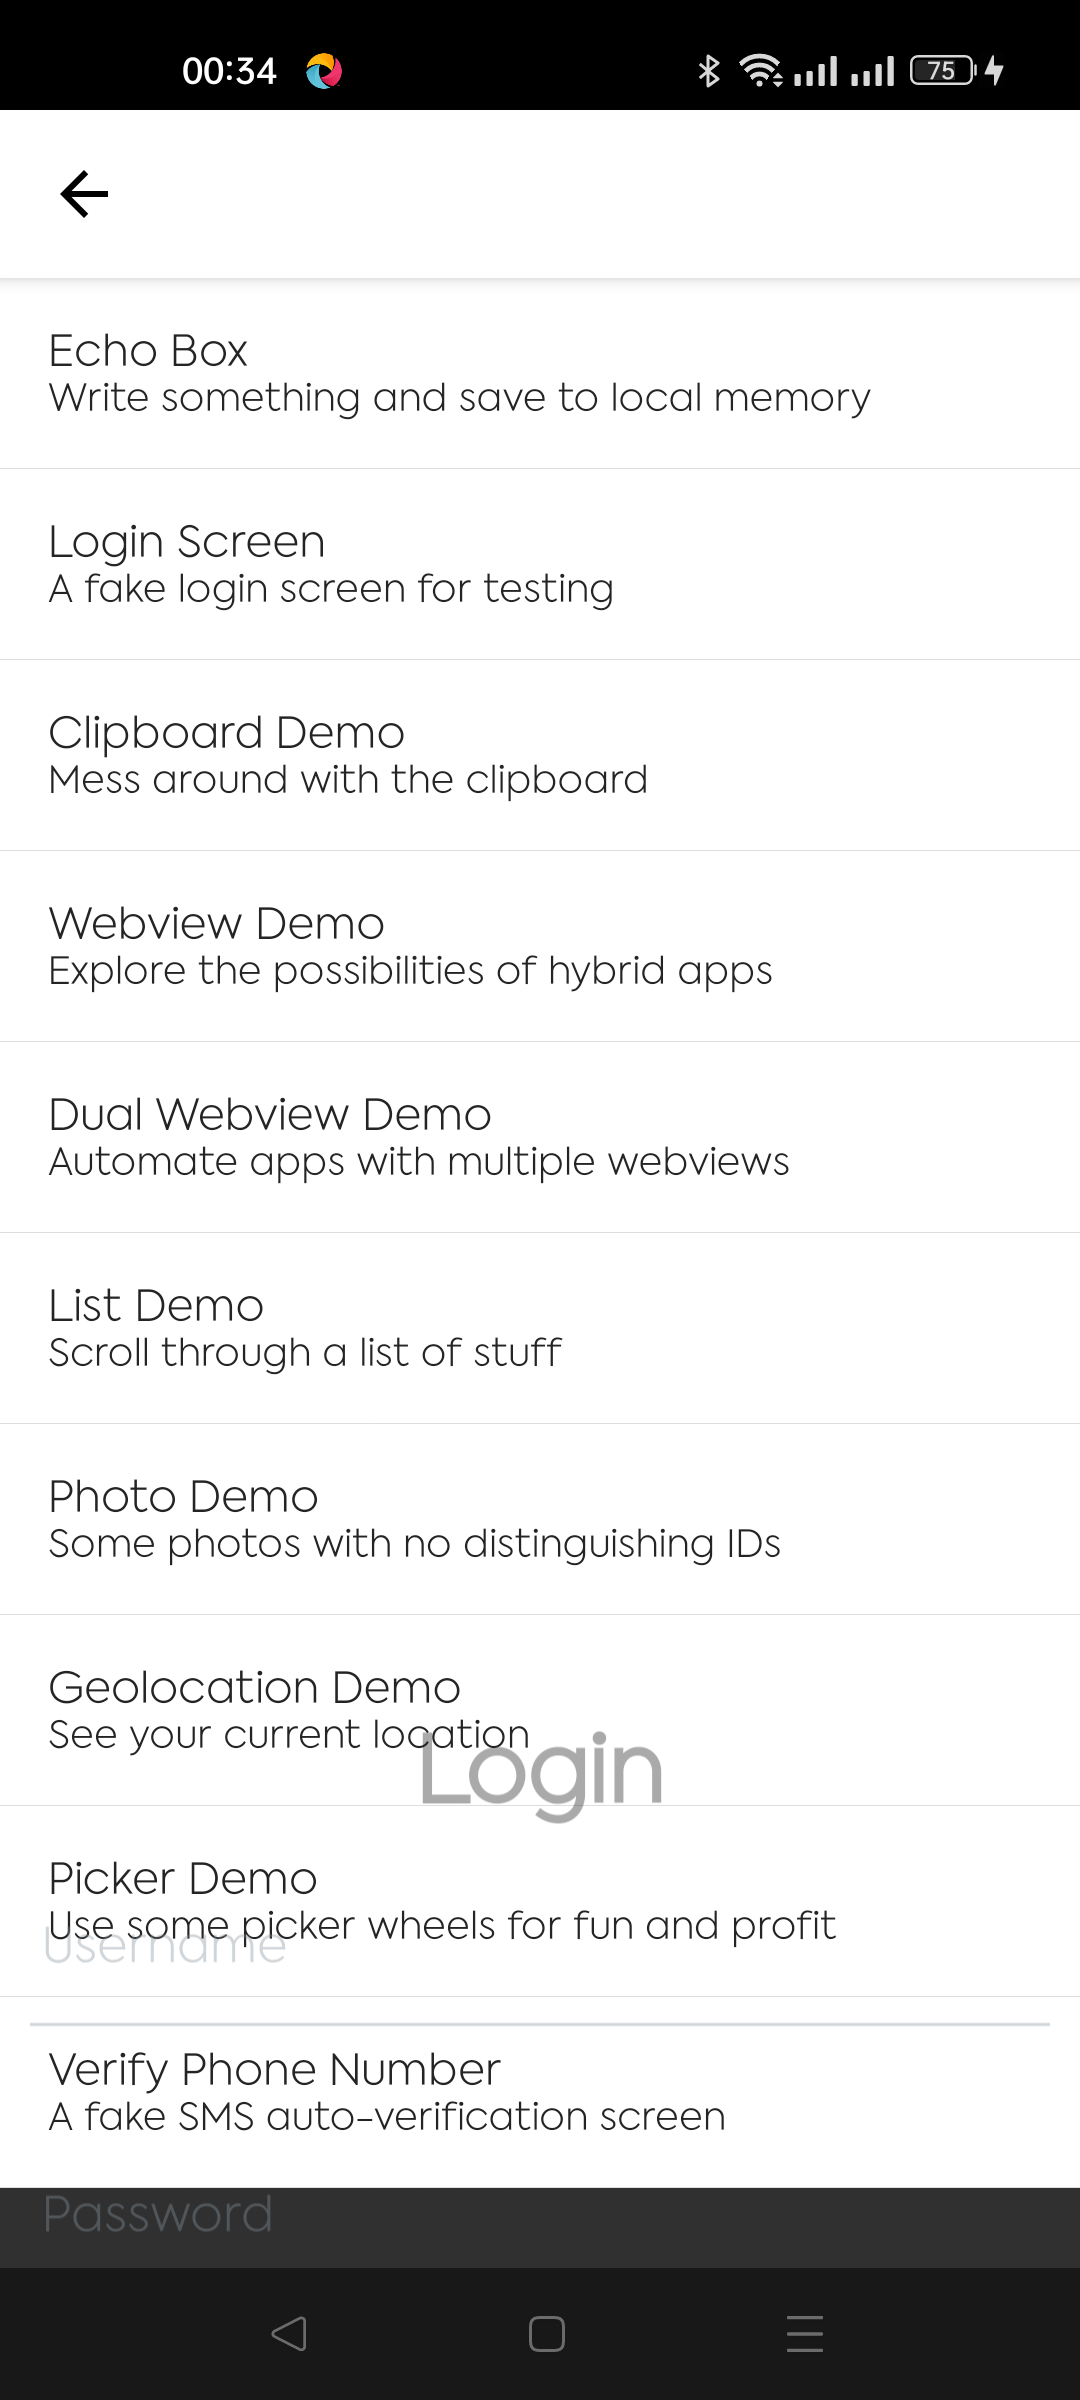 00:34
75
Echo Box
Write something and save to local memory
Login Screen
A fake login screen for testing
Clipboard Demo
Mess around with the clipboard
Webview Demo
Explore the possibilities of hybrid apps
Dual Webview Demo
Automate apps with multiple webviews
List Demo
Scroll through a list of stuff
Photo Demo
Some photos with no distinguishing IDs
Geolocation Demo
See your current location
Login
Picker Demo
Use some picker wheels for fun and profit
Username
Verify Phone Number
A fake SMS auto-verification screen
Password